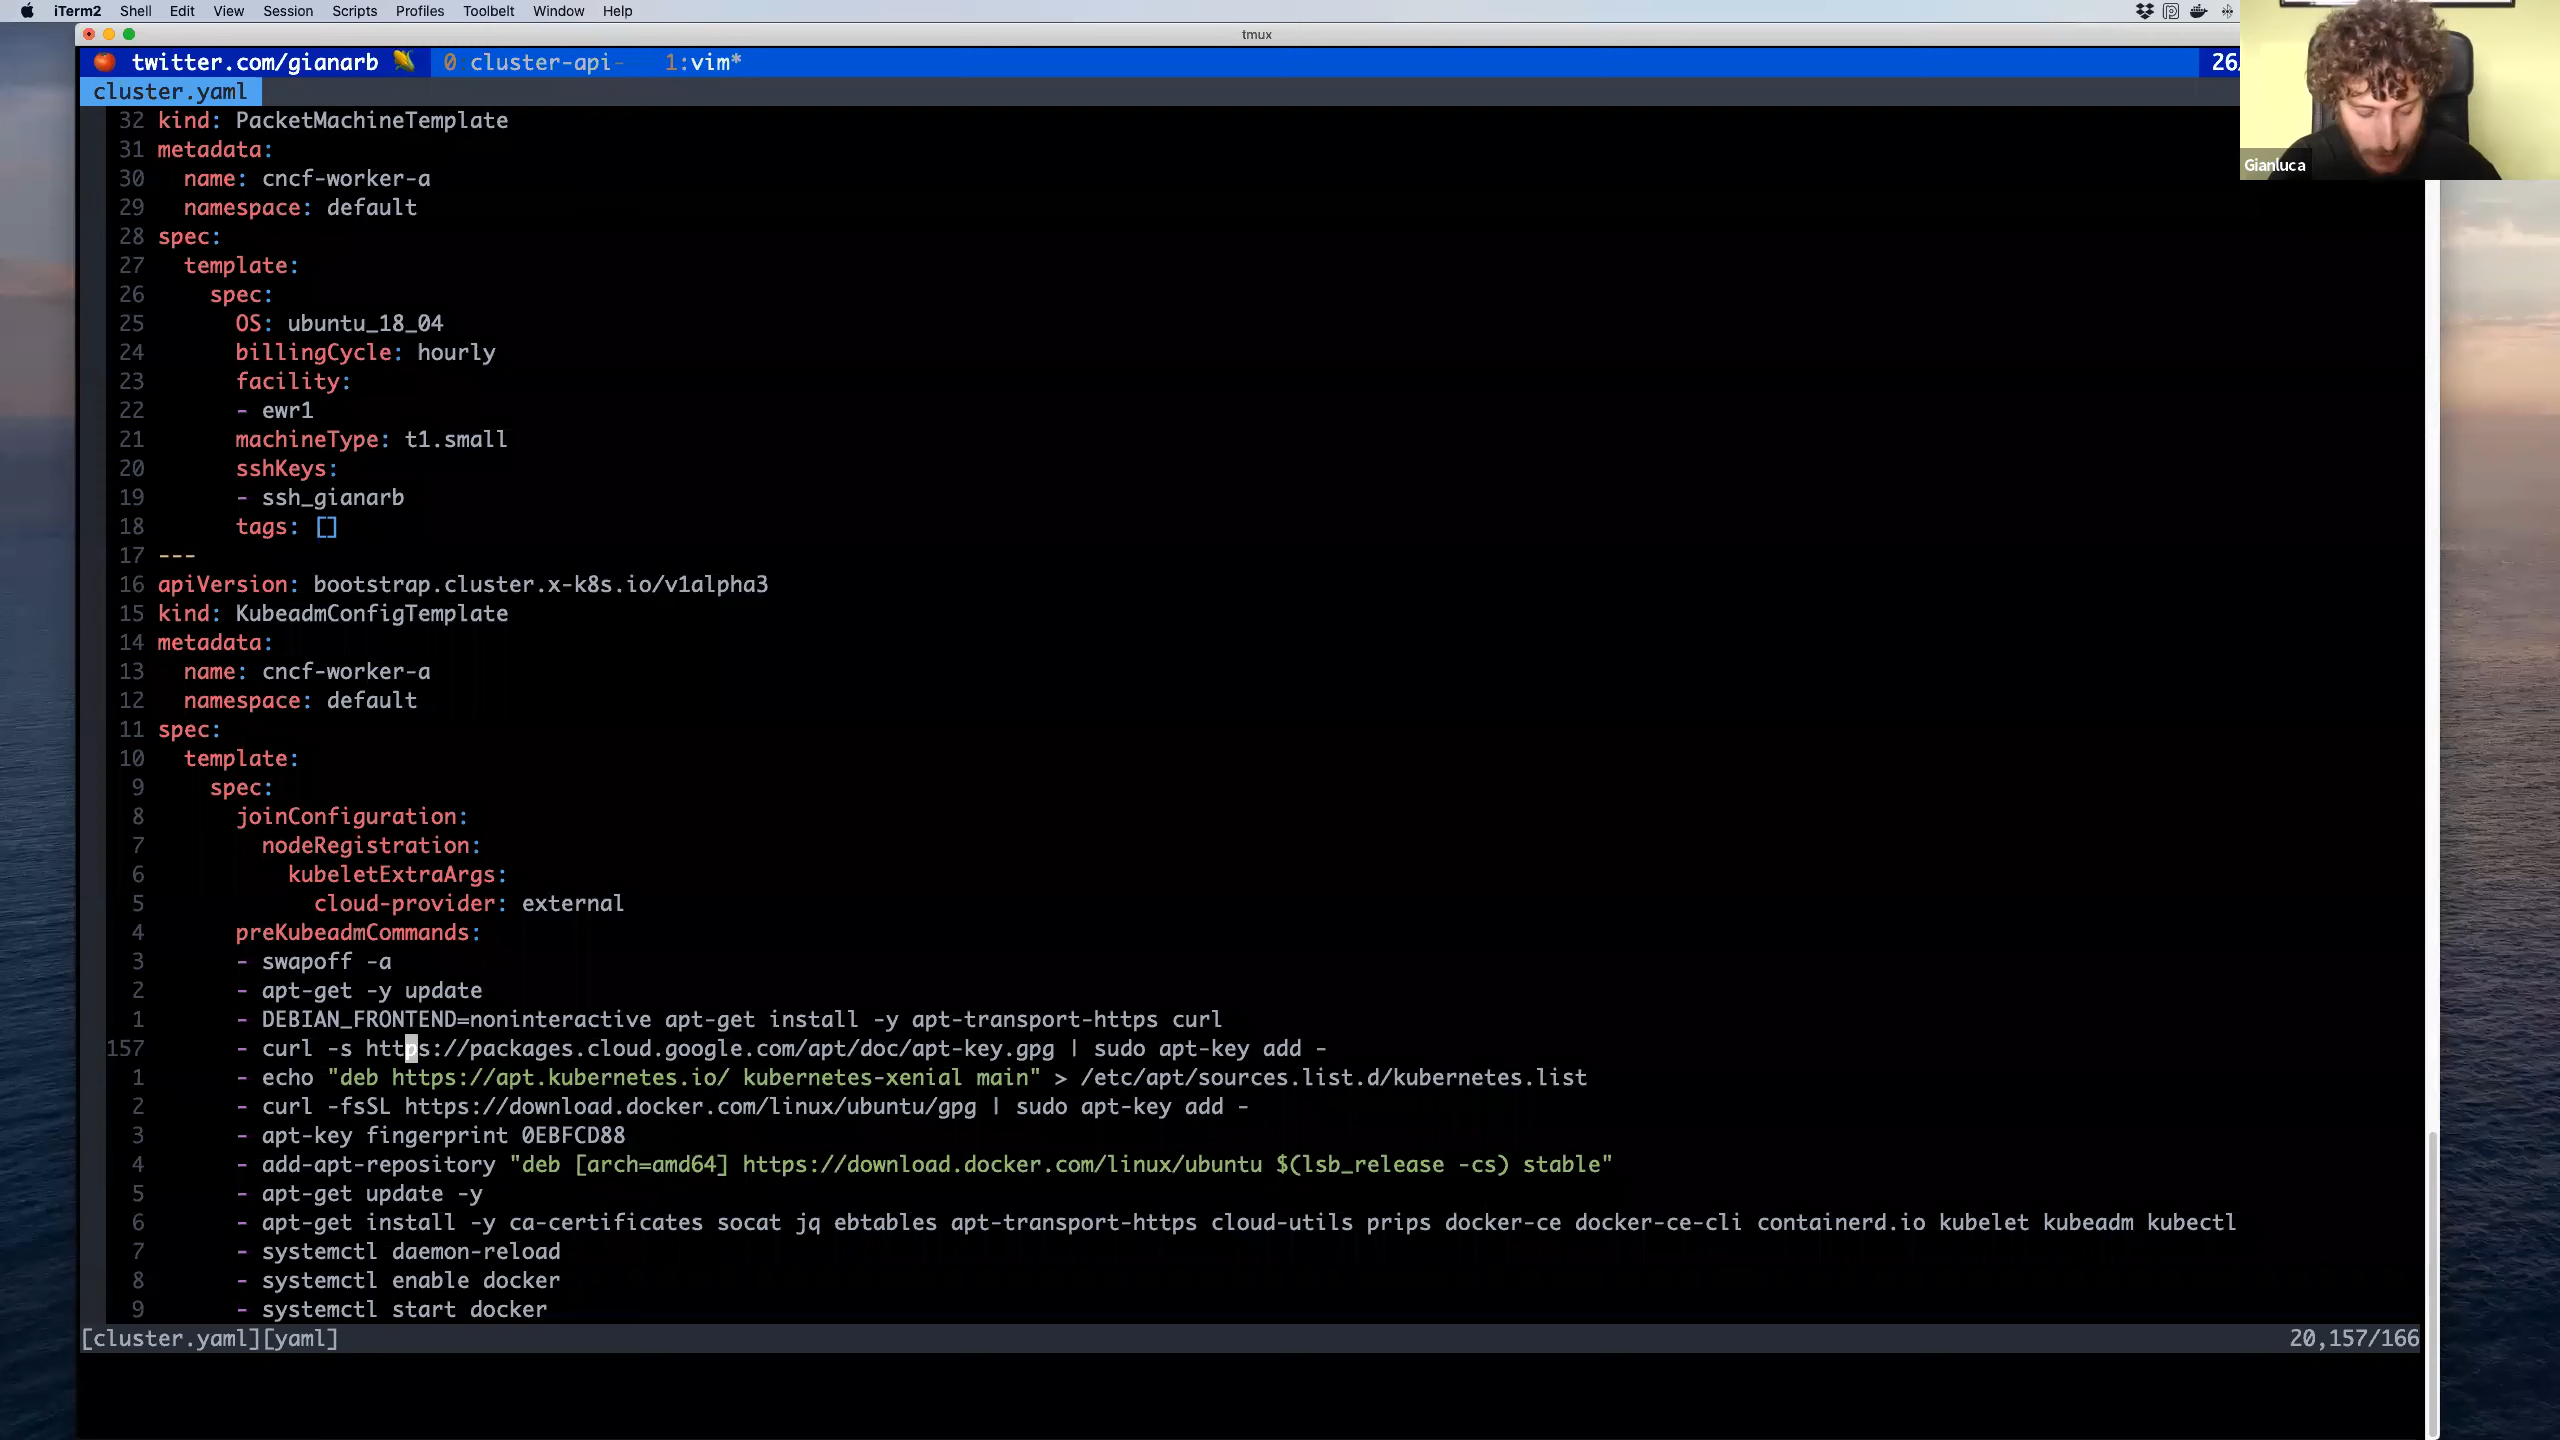 iTerm2 Shell Edit View Session Scripts Profiles Toolbelt Window Help
tmux
twitter.com/gianarb 0 cluster-api- 1:vim* 26
cluster.yaml
Gianluca
32 kind: PacketMachineTemplate
31 metadata:
30   name: cncf-worker-a
29   namespace: default
28 spec:
27   template:
26     spec:
25       OS: ubuntu_18_04
24       billingCycle: hourly
23       facility:
22       - ewr1
21       machineType: t1.small
20       sshKeys:
19       - ssh_gianarb
18       tags: []
17 ---
16 apiVersion: bootstrap.cluster.x-k8s.io/v1alpha3
15 kind: KubeadmConfigTemplate
14 metadata:
13   name: cncf-worker-a
12   namespace: default
11 spec:
10   template:
9     spec:
8       joinConfiguration:
7         nodeRegistration:
6           kubeletExtraArgs:
5             cloud-provider: external
4       preKubeadmCommands:
3       - swapoff -a
2       - apt-get -y update
1       - DEBIAN_FRONTEND=noninteractive apt-get install -y apt-transport-https curl
157       - curl -s https://packages.cloud.google.com/apt/doc/apt-key.gpg | sudo apt-key add -
1       - echo "deb https://apt.kubernetes.io/ kubernetes-xenial main" > /etc/apt/sources.list.d/kubernetes.list
2       - curl -fsSL https://download.docker.com/linux/ubuntu/gpg | sudo apt-key add -
3       - apt-key fingerprint 0EBFCD88
4       - add-apt-repository "deb [arch=amd64] https://download.docker.com/linux/ubuntu $(lsb_release -cs) stable"
5       - apt-get update -y
6       - apt-get install -y ca-certificates socat jq ebtables apt-transport-https cloud-utils prips docker-ce docker-ce-cli containerd.io kubelet kubeadm kubectl
7       - systemctl daemon-reload
8       - systemctl enable docker
9       - systemctl start docker
[cluster.yaml][yaml] 20,157/166